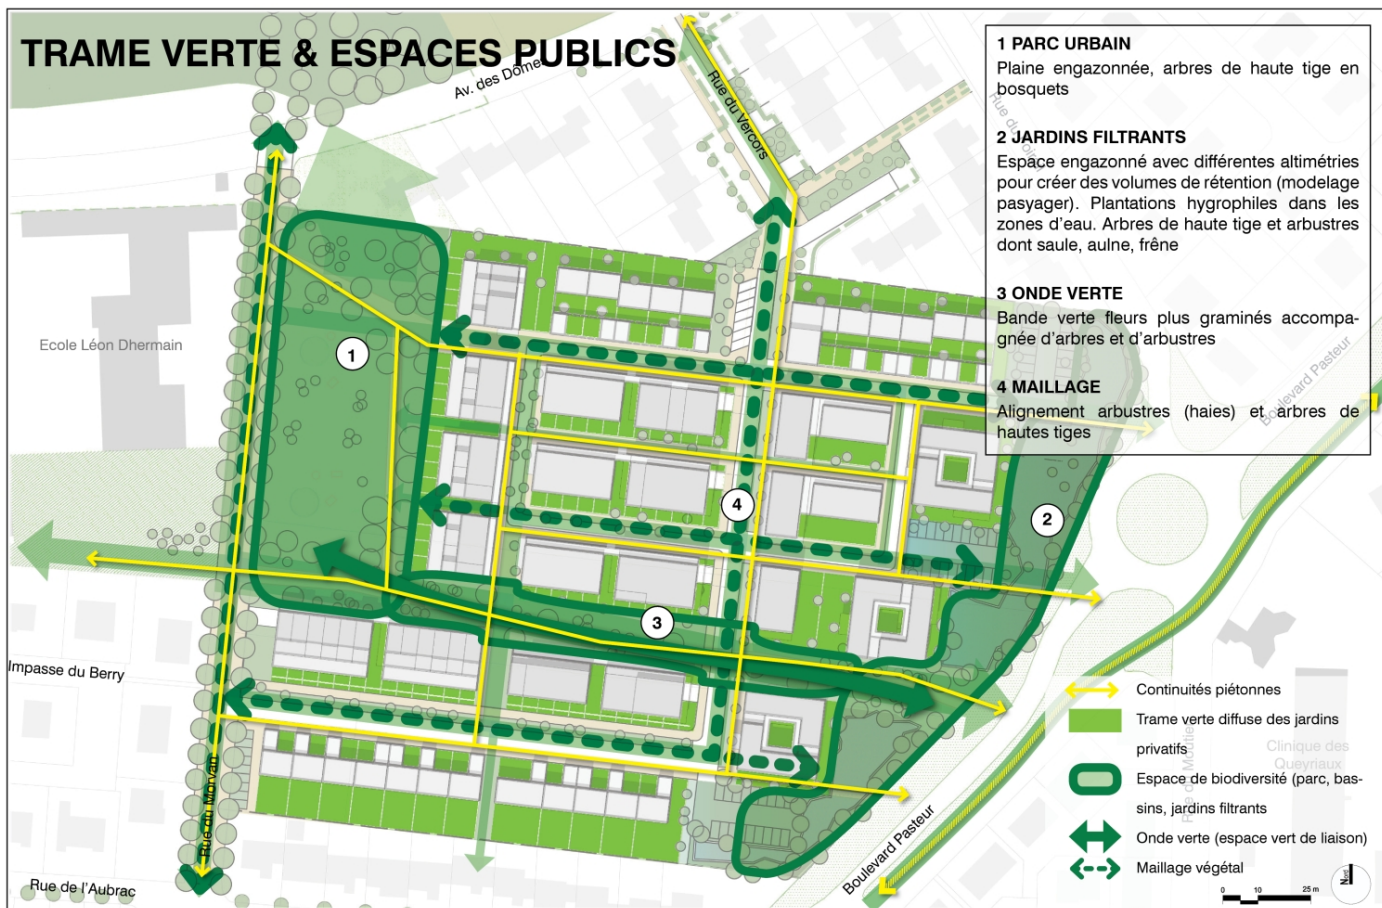 TRAME VERTE & ESPACES PUBLICS
1 PARC URBAIN
Plaine engazonnée, arbres de haute tige en
bosquets
2 JARDINS FILTRANTS
Espace engazonné avec différentes altimétries
pour créer des volumes de rétention (modelage
pasyager). Plantations hygrophiles dans les
zones d'eau. Arbres de haute tige et arbustres
dont saule, aulne, frêne
3 ONDE VERTE
Bande verte fleurs plus graminés accompa-
gnée d'arbres et d'arbustres
4 MAILLAGE
Alignement arbustres (haies) et arbres de
hautes tiges
Av. des Dômes
Rue du Vercors
Ecole Léon Dhermain
1
2
3
4
Boulevard Pasteur
Impasse du Berry
Rue du Morvan
Rue de l'Aubrac
Boulevard Pasteur
Clinique des
Queyriaux
Rue du Moutier
Continuités piétonnes
Trame verte diffuse des jardins
privatifs
Espace de biodiversité (parc, bas-
sins, jardins filtrants
Onde verte (espace vert de liaison)
Maillage végétal
0 10 25 m
Nord